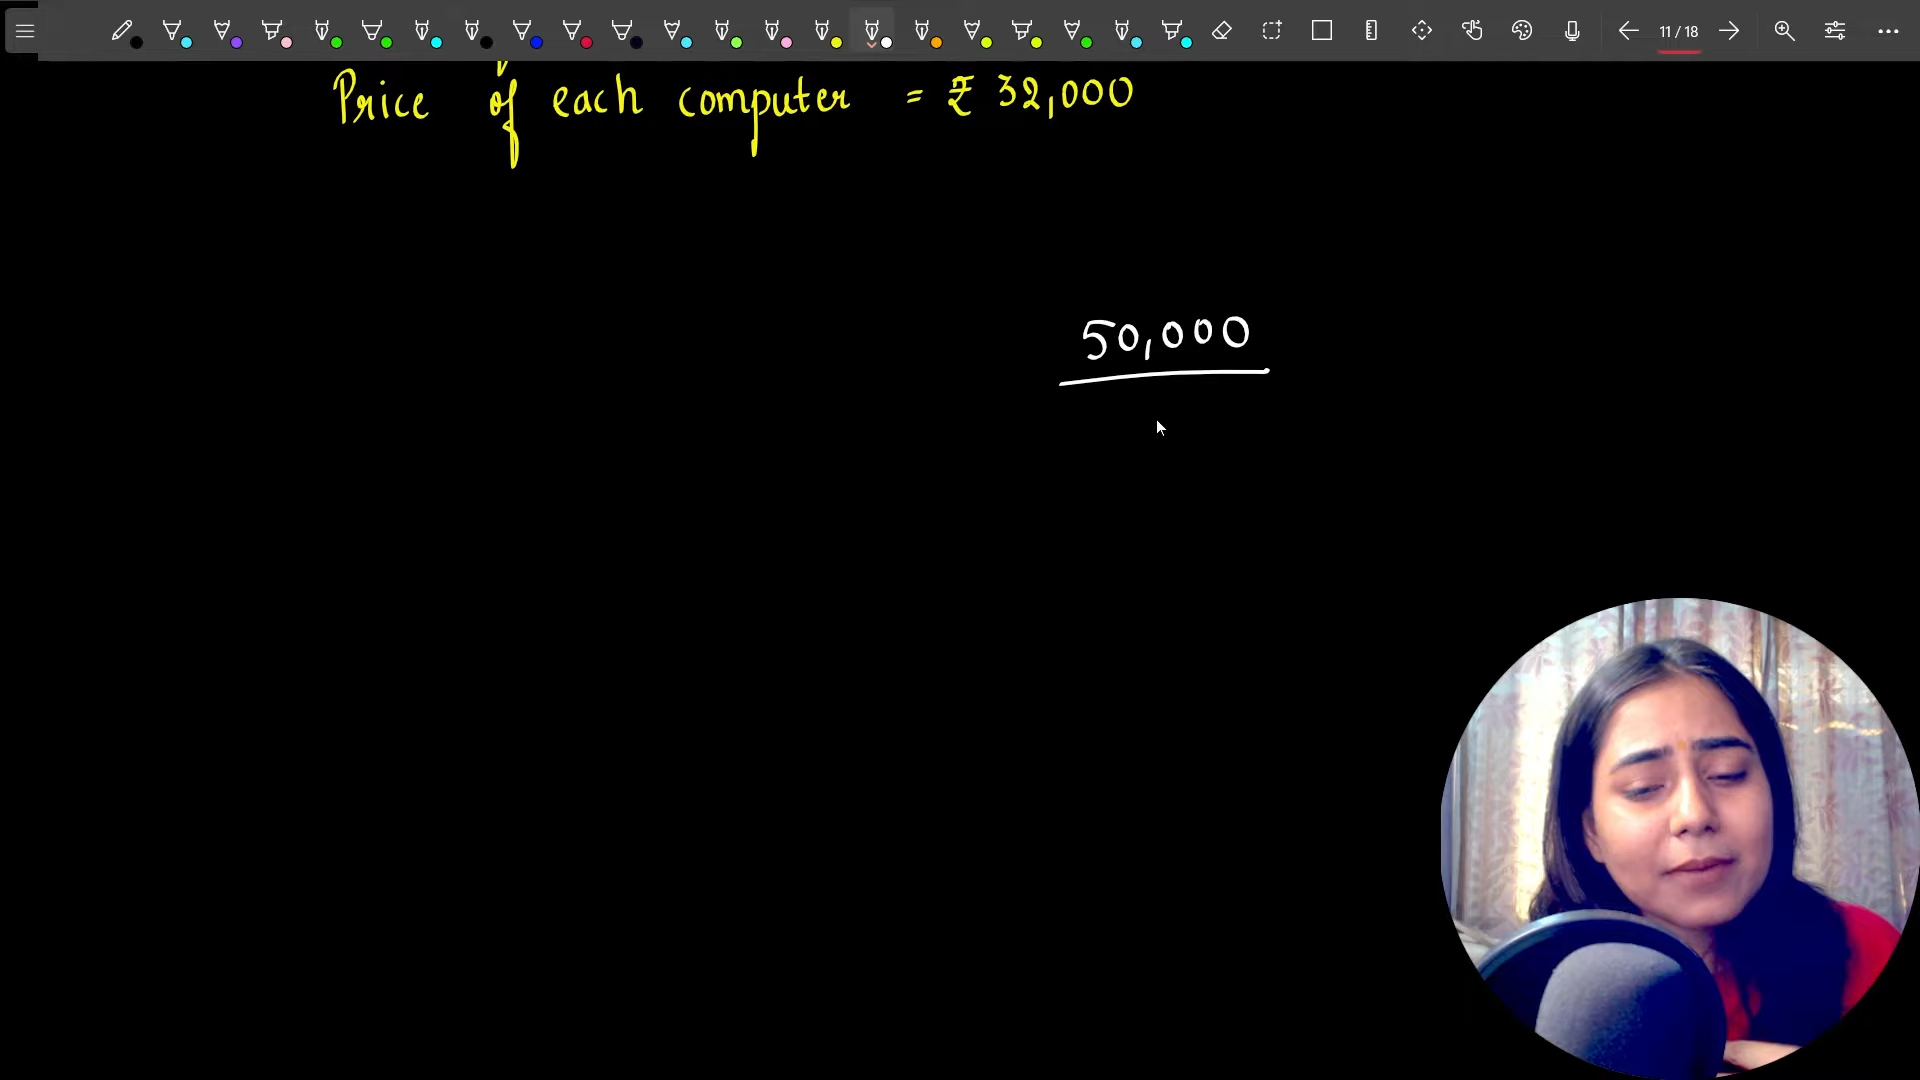 11 / 18
Price of each computer = ₹ 32,000
50,000